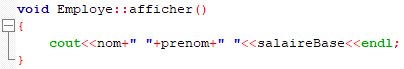 void Employe::afficher()
{
cout<<nom+" "+prenom+" "<<salaireBase<<endl;
}